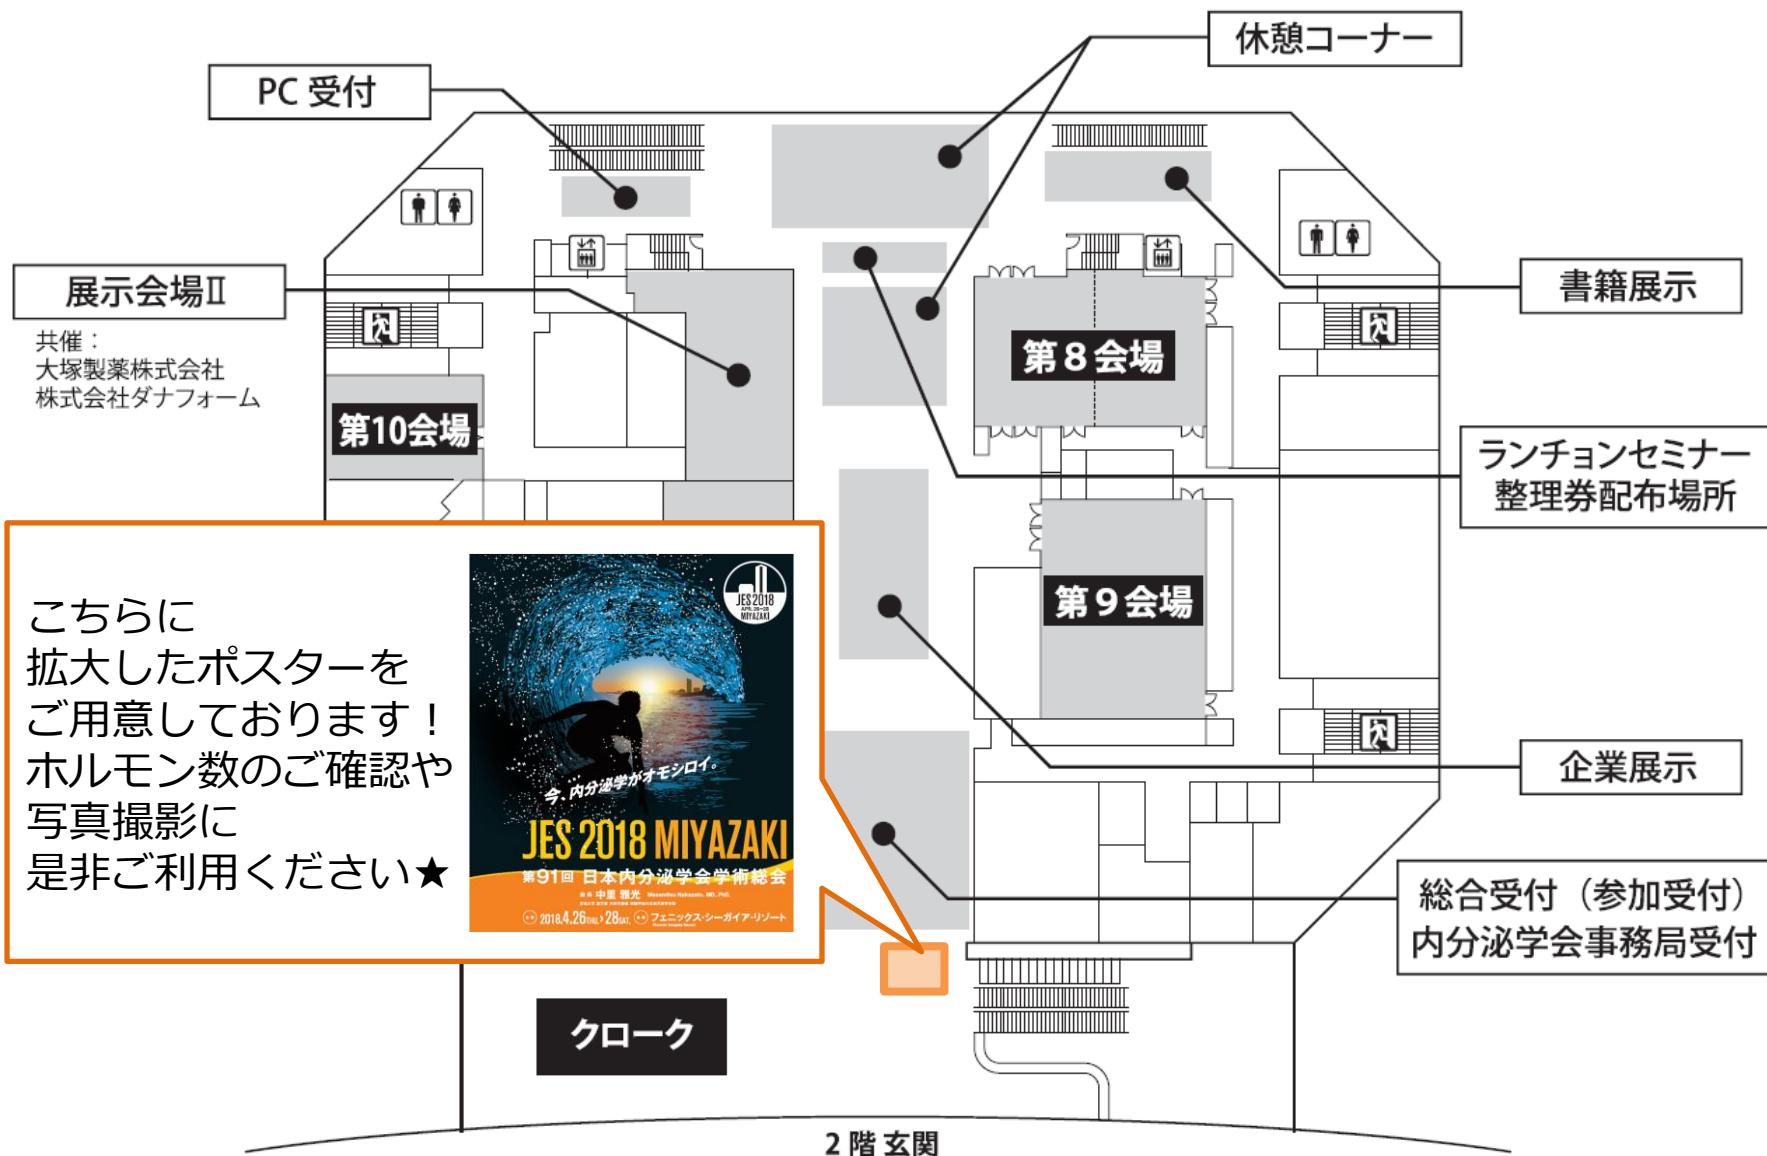 休憩コーナー
PC 受付
展示会場Ⅱ
共催：
大塚製薬株式会社
株式会社ダナフォーム
書籍展示
第８会場
第10会場
ランチョンセミナー
整理券配布場所
第９会場
こちらに
拡大したポスターを
ご用意しております！
ホルモン数のご確認や
写真撮影に
是非ご利用ください★
JES2018
APR. 26-28
MIYAZAKI
今、内分泌学がオモシロイ。
JES 2018 MIYAZAKI
第91回 日本内分泌学会学術総会
中里 雅光 Masamitsu Nakazato, MD, PhD.
2018.4.26THU.›28SAT. フェニックス・シーガイア・リゾート
企業展示
総合受付（参加受付）
内分泌学会事務局受付
クローク
2 階 玄関